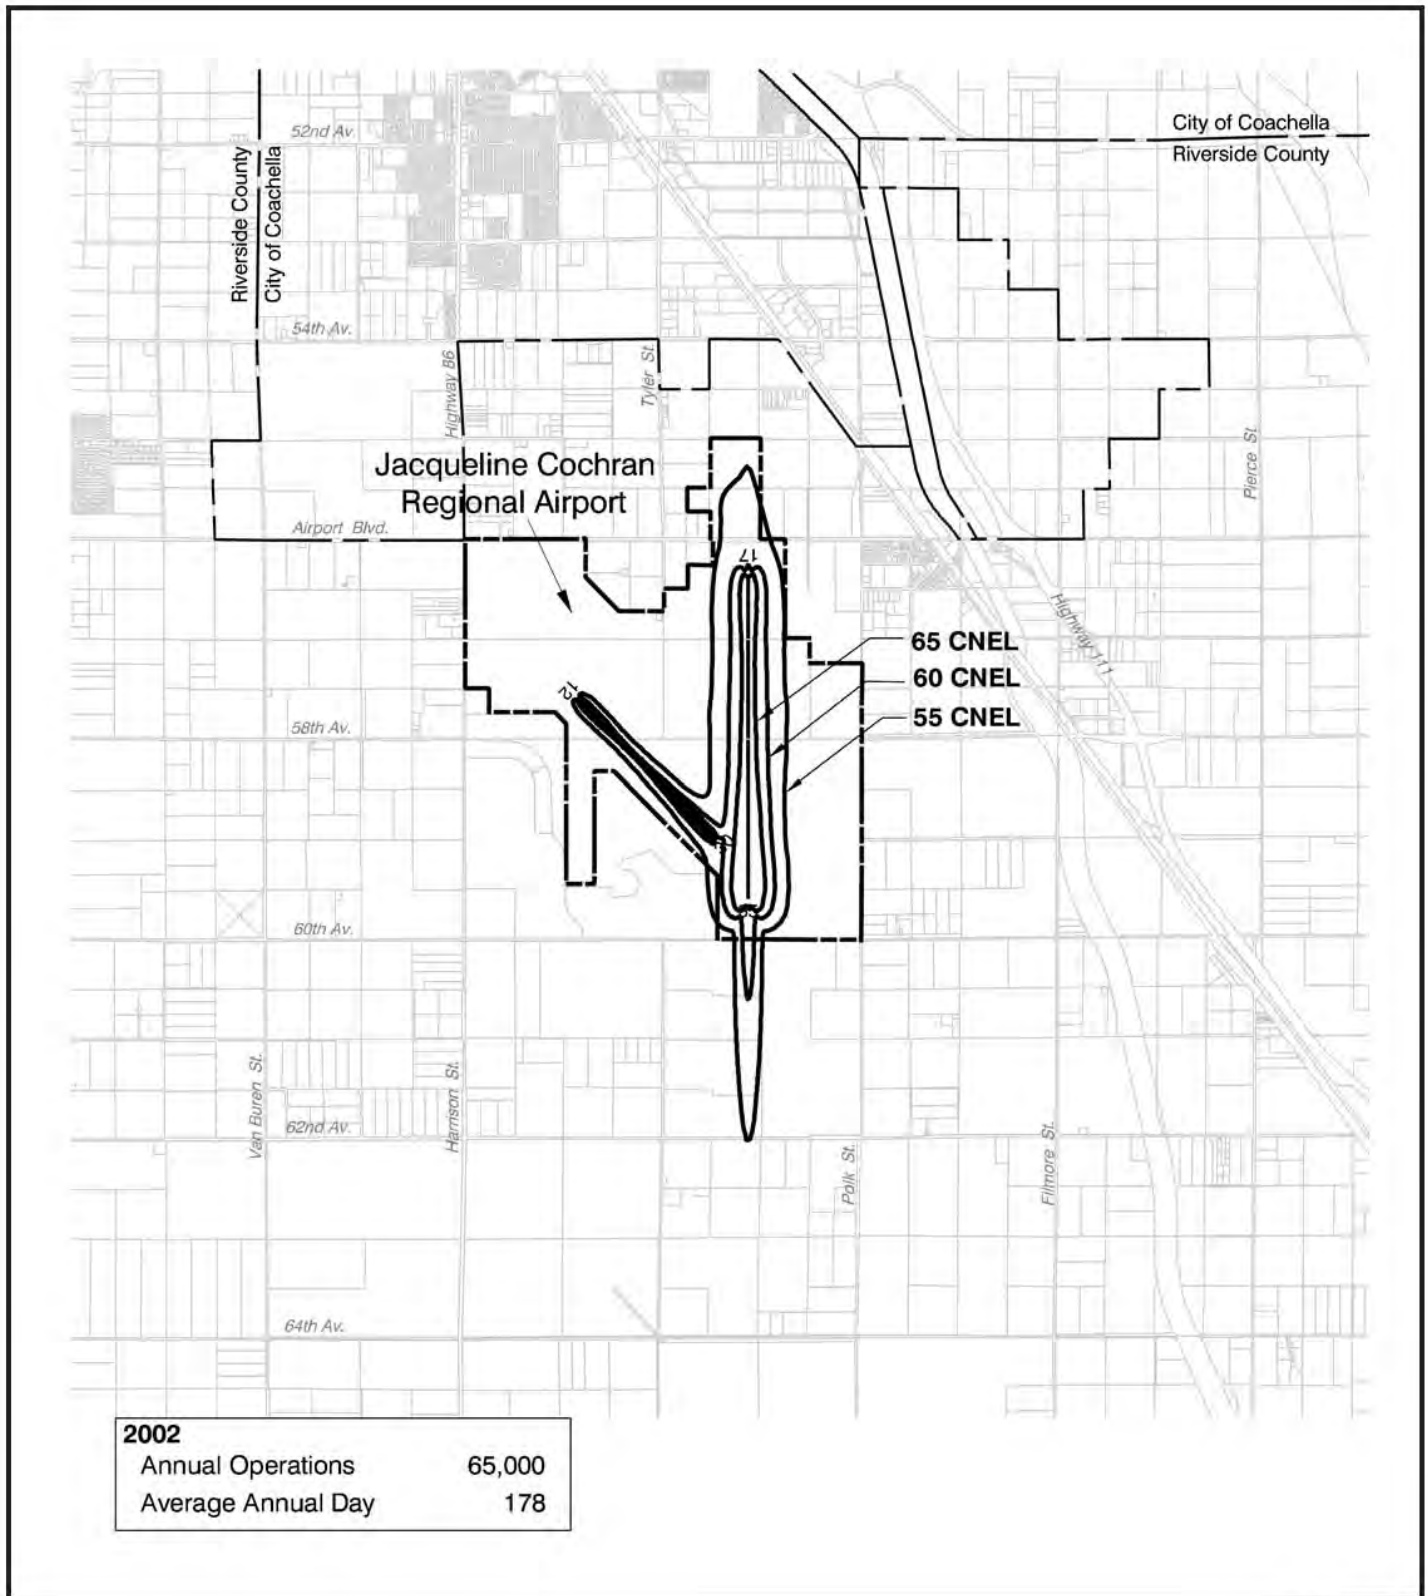 City of Coachella
Riverside County
52nd Av.
Riverside County
City of Coachella
54th Av.
Highway 86
Tyler St.
Pierce St.
Jacqueline Cochran
Regional Airport
Airport Blvd.
17
Highway 111
65 CNEL
60 CNEL
55 CNEL
12
58th Av.
60th Av.
Van Buren St.
Harrison St.
62nd Av.
Polk St.
Filmore St.
64th Av.
2002
Annual Operations 65,000
Average Annual Day 178